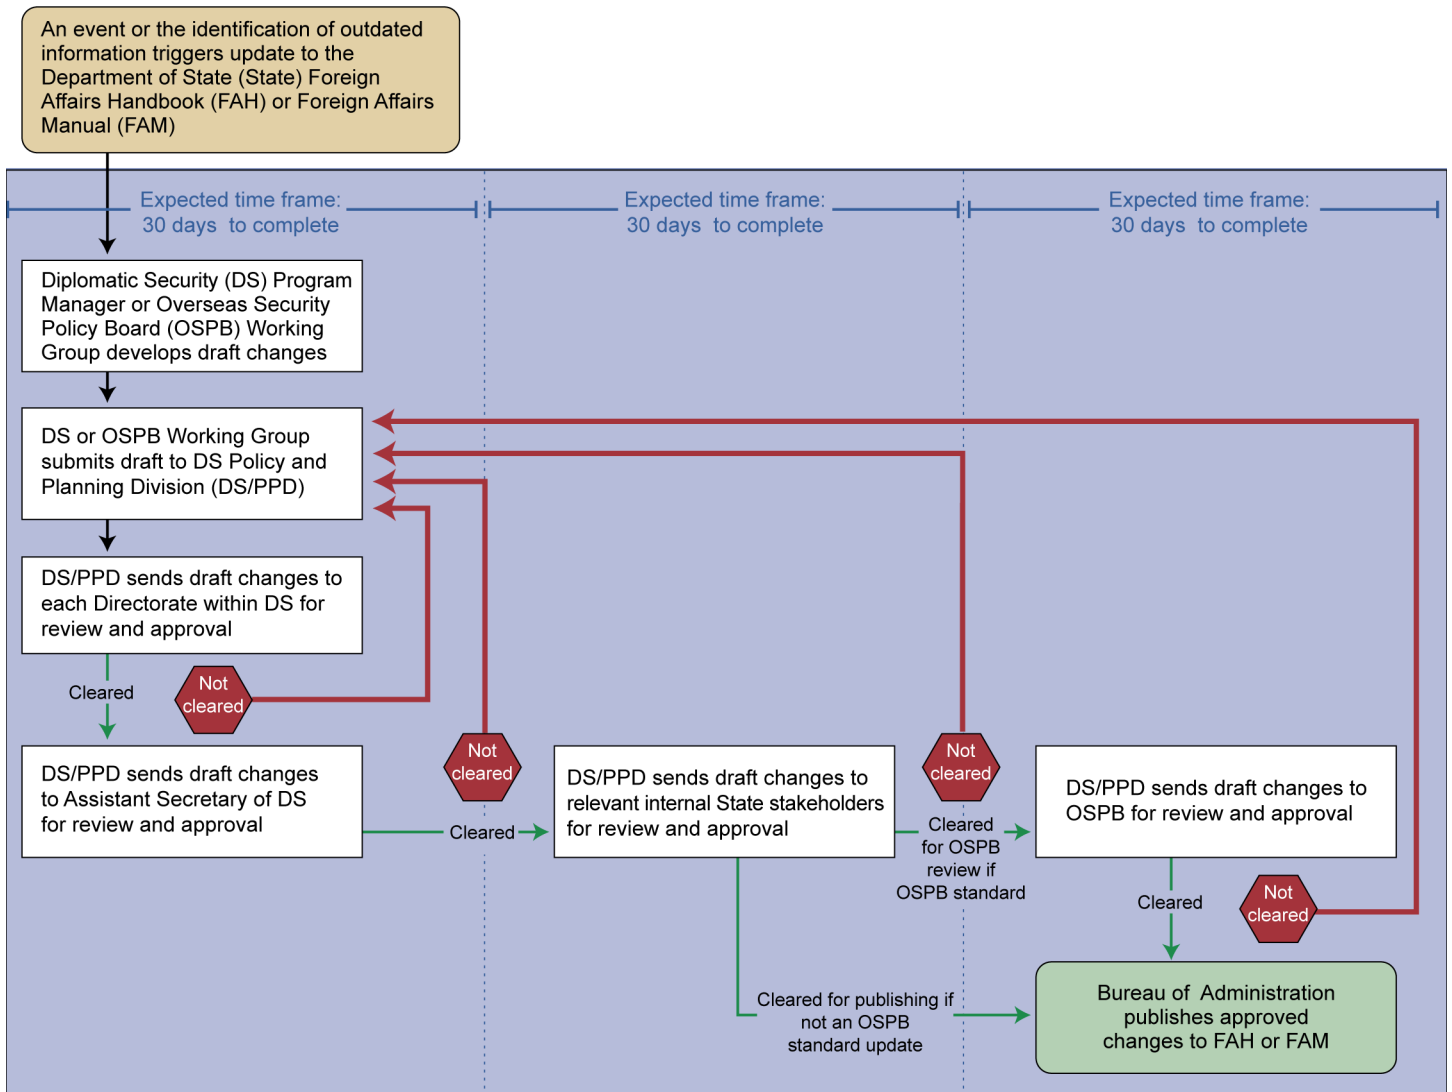 An event or the identification of outdated
information triggers update to the
Department of State (State) Foreign
Affairs Handbook (FAH) or Foreign Affairs
Manual (FAM)
Expected time frame:
30 days to complete
Expected time frame:
30 days to complete
Expected time frame:
30 days to complete
Diplomatic Security (DS) Program
Manager or Overseas Security
Policy Board (OSPB) Working
Group develops draft changes
DS or OSPB Working Group
submits draft to DS Policy and
Planning Division (DS/PPD)
DS/PPD sends draft changes to
each Directorate within DS for
review and approval
Cleared
Not
cleared
DS/PPD sends draft changes
to Assistant Secretary of DS
for review and approval
Not
cleared
Cleared
DS/PPD sends draft changes to
relevant internal State stakeholders
for review and approval
Not
cleared
Cleared
for OSPB
review if
OSPB standard
DS/PPD sends draft changes to
OSPB for review and approval
Cleared
Not
cleared
Cleared for publishing if
not an OSPB
standard update
Bureau of Administration
publishes approved
changes to FAH or FAM